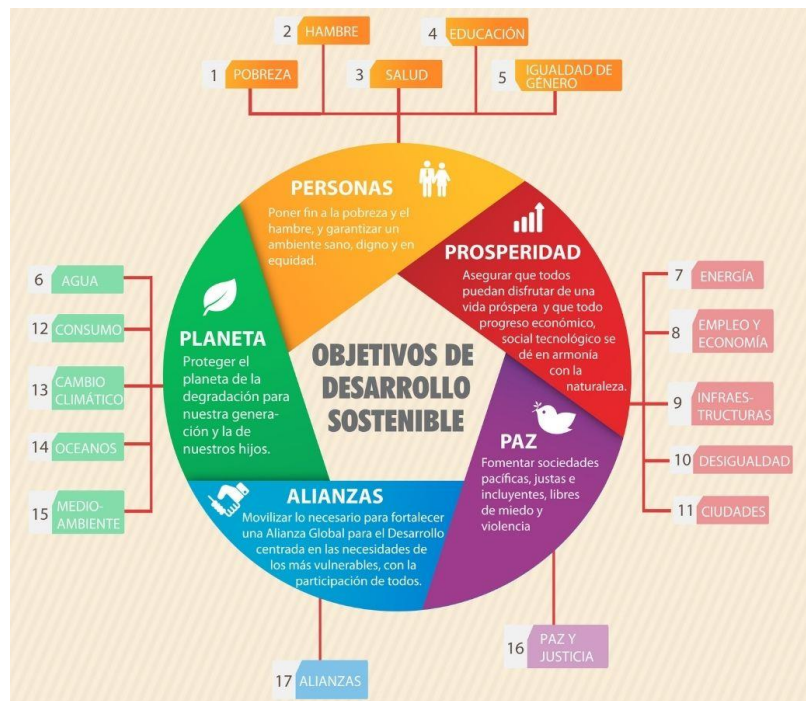 2 HAMBRE
4 EDUCACIÓN
1 POBREZA
3 SALUD
5 IGUALDAD DE
GÉNERO
PERSONAS
Poner fin a la pobreza y el
hambre, y garantizar un
ambiente sano, digno y en
equidad.
PROSPERIDAD
Asegurar que todos
puedan disfrutar de una
vida próspera y que todo
progreso económico,
social tecnológico se
dé en armonía
con la
naturaleza.
6 AGUA
12 CONSUMO
13 CAMBIO
CLIMÁTICO
14 OCEANOS
15 MEDIO-
AMBIENTE
PLANETA
Proteger el
planeta de la
degradación para
nuestra genera-
ción y la de
nuestros hijos.
OBJETIVOS DE
DESARROLLO
SOSTENIBLE
7 ENERGÍA
8 EMPLEO Y
ECONOMÍA
9 INFRAES-
TRUCTURAS
10 DESIGUALDAD
11 CIUDADES
PAZ
Fomentar sociedades
pacíficas, justas e
incluyentes, libres
de miedo y
violencia
ALIANZAS
Movilizar lo necesario para fortalecer
una Alianza Global para el Desarrollo
centrada en las necesidades de
los más vulnerables, con la
participación de todos.
16 PAZ Y
JUSTICIA
17 ALIANZAS